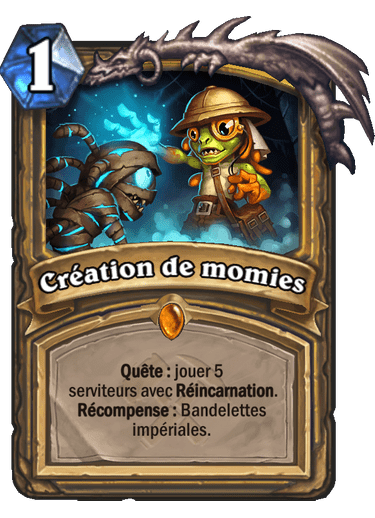 1
Création de momies
Quête : jouer 5
serviteurs avec Réincarnation.
Récompense : Bandelettes
impériales.